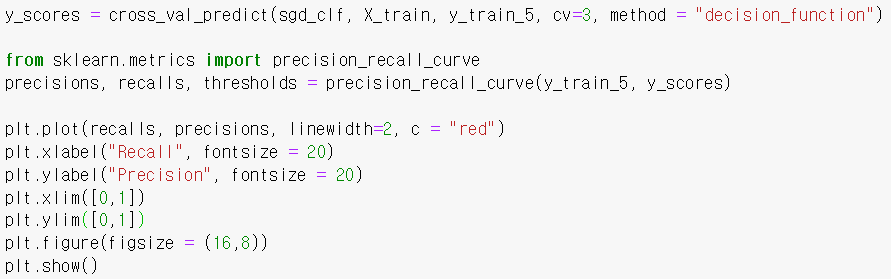 y_scores = cross_val_predict(sgd_clf, X_train, y_train_5, cv=3, method = "decision_function")
from sklearn.metrics import precision_recall_curve
precisions, recalls, thresholds = precision_recall_curve(y_train_5, y_scores)
plt.plot(recalls, precisions, linewidth=2, c = "red")
plt.xlabel("Recall", fontsize = 20)
plt.ylabel("Precision", fontsize = 20)
plt.xlim([0,1])
plt.ylim([0,1])
plt.figure(figsize = (16,8))
plt.show()